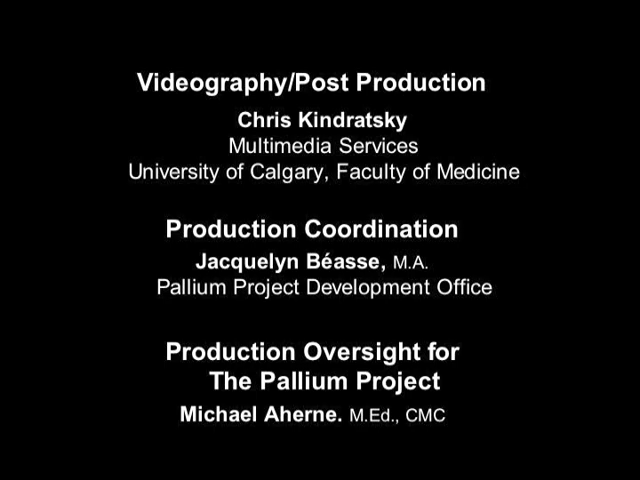 Videography/Post Production
Chris Kindratsky
Multimedia Services
University of Calgary, Faculty of Medicine
Production Coordination
Jacquelyn Béasse, M.A.
Pallium Project Development Office
Production Oversight for
The Pallium Project
Michael Aherne. M.Ed., CMC